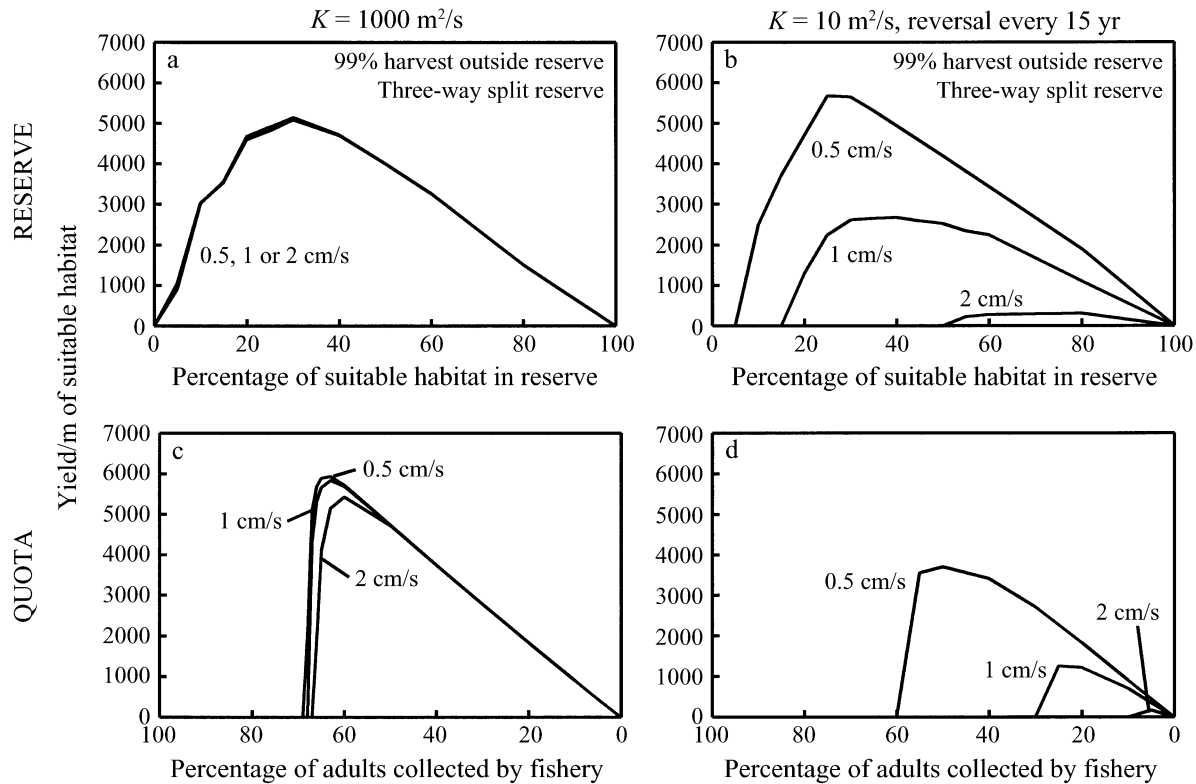 K = 1000 m²/s
K = 10 m²/s, reversal every 15 yr
RESERVE
QUOTA
Yield/m of suitable habitat
a
99% harvest outside reserve
Three-way split reserve
7000
6000
5000
4000
3000
2000
1000
0
0.5, 1 or 2 cm/s
0 20 40 60 80 100
Percentage of suitable habitat in reserve
b
99% harvest outside reserve
Three-way split reserve
7000
6000
5000
4000
3000
2000
1000
0
0.5 cm/s
1 cm/s
2 cm/s
0 20 40 60 80 100
Percentage of suitable habitat in reserve
c
7000
6000
5000
4000
3000
2000
1000
0
0.5 cm/s
1 cm/s
2 cm/s
100 80 60 40 20 0
Percentage of adults collected by fishery
d
7000
6000
5000
4000
3000
2000
1000
0
0.5 cm/s
2 cm/s
1 cm/s
100 80 60 40 20 0
Percentage of adults collected by fishery